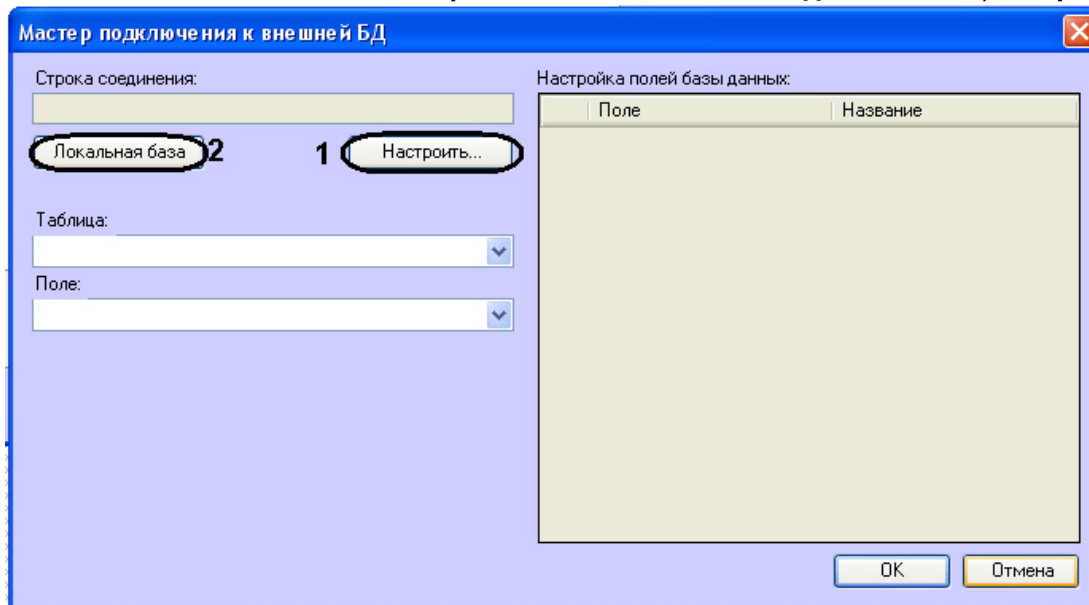 Мастер подключения к внешней БД
Строка соединения:
Локальная база 2
1 Настроить...
Таблица:
Поле:
Настройка полей базы данных:
Поле Название
OK Отмена